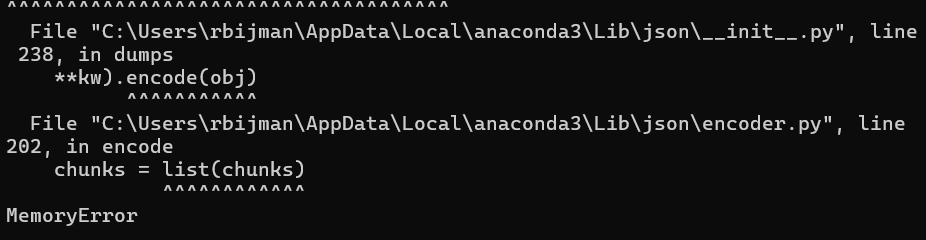 ^^^^^^^^^^^^^^^^^^^^^^^^^^^^^^^^^^^^^
  File "C:\Users\rbijman\AppData\Local\anaconda3\Lib\json\__init__.py", line
 238, in dumps
    **kw).encode(obj)
          ^^^^^^^^^^^
  File "C:\Users\rbijman\AppData\Local\anaconda3\Lib\json\encoder.py", line
202, in encode
    chunks = list(chunks)
             ^^^^^^^^^^^^
MemoryError